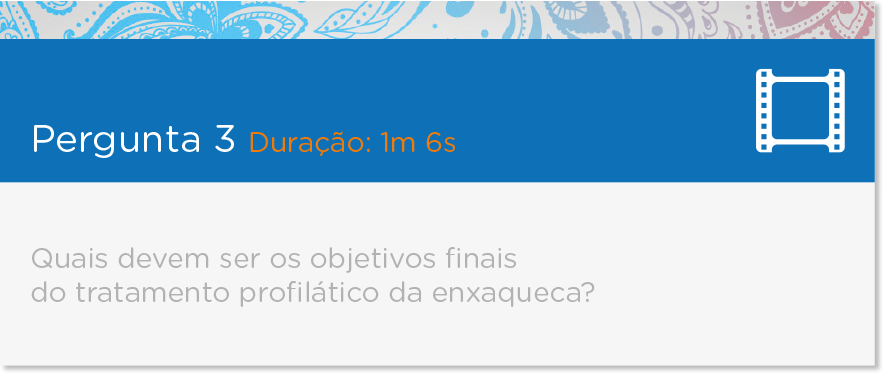 Pergunta 3 Duração: 1m 6s
Quais devem ser os objetivos finais
do tratamento profilático da enxaqueca?